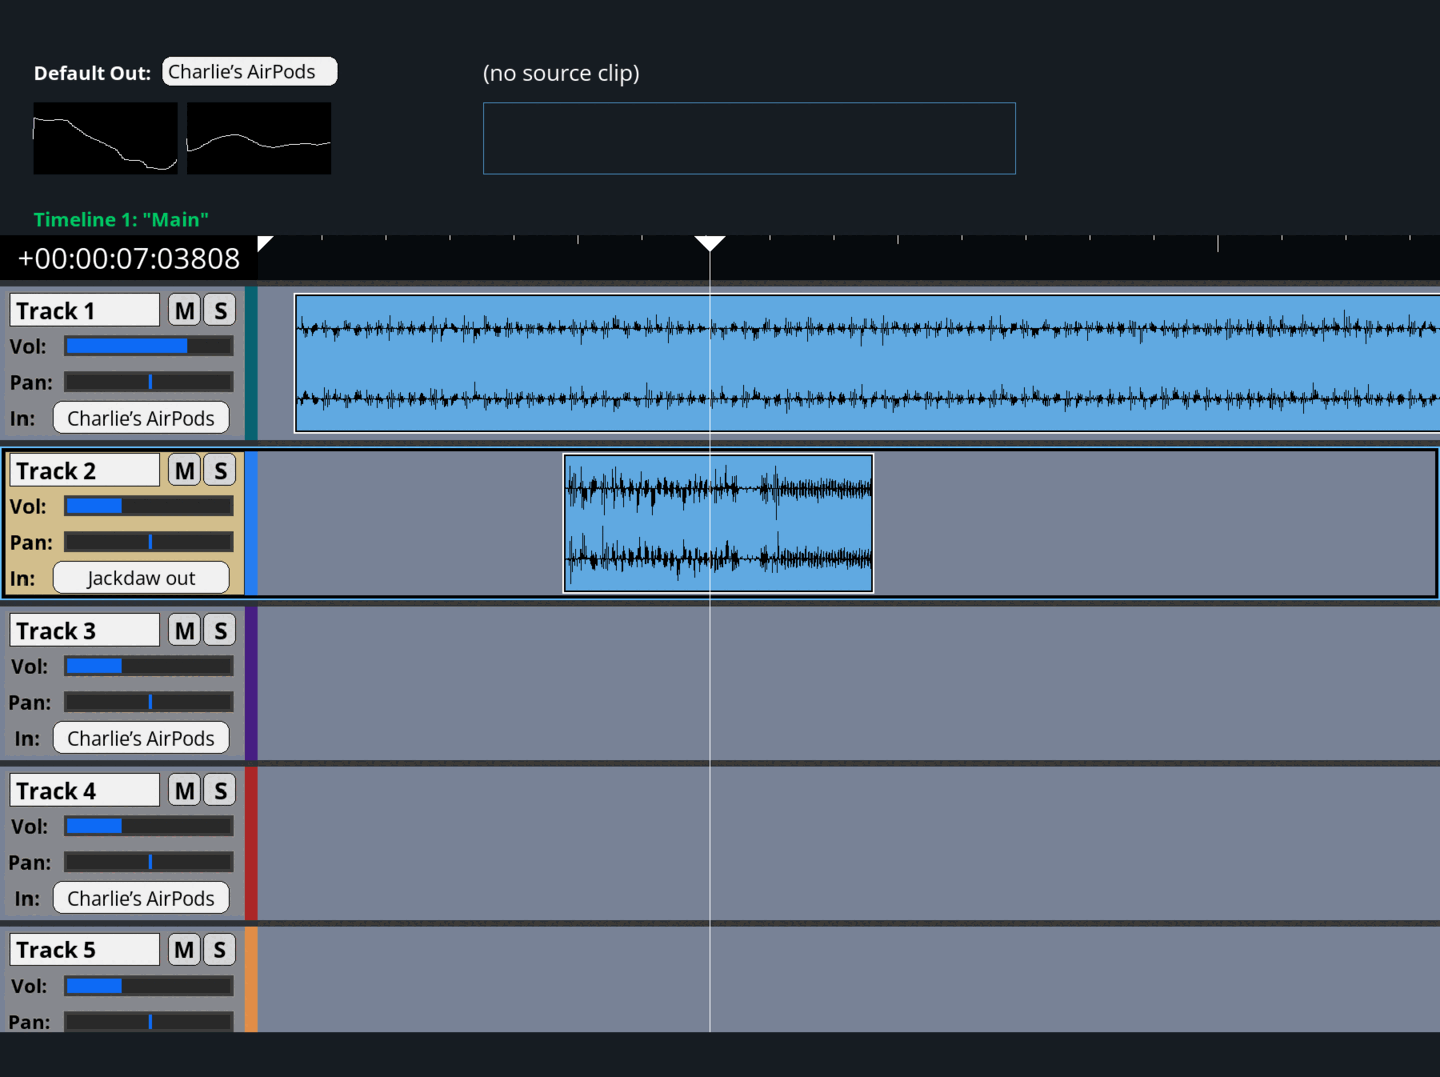 Default Out: Charlie’s AirPods
(no source clip)
Timeline 1: "Main"
+00:00:07:03808
Track 1 M S
Vol:
Pan:
In: Charlie’s AirPods
Track 2 M S
Vol:
Pan:
In: Jackdaw out
Track 3 M S
Vol:
Pan:
In: Charlie’s AirPods
Track 4 M S
Vol:
Pan:
In: Charlie’s AirPods
Track 5 M S
Vol:
Pan: